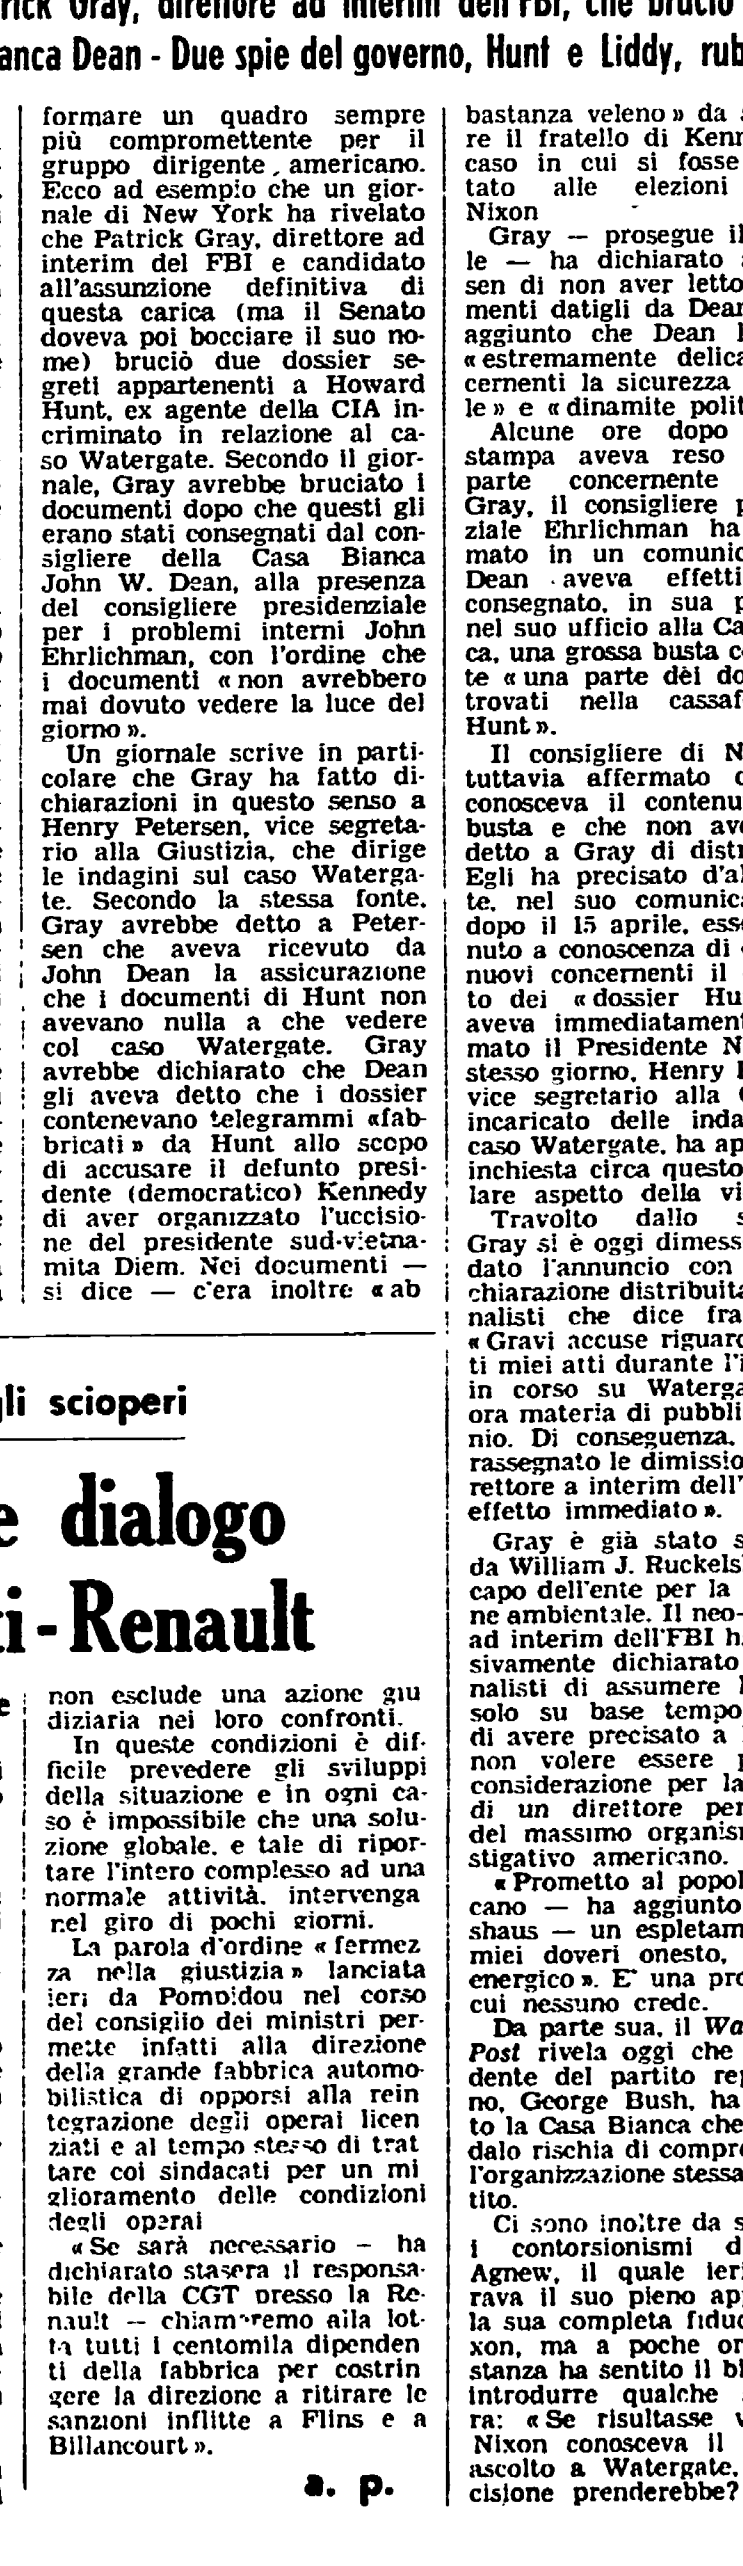 rick Gray, direttore ad interim dell'FBI, che bruciò
anca Dean - Due spie del governo, Hunt e Liddy, rub
formare un quadro sempre
più compromettente per il
gruppo dirigente americano.
Ecco ad esempio che un gior-
nale di New York ha rivelato
che Patrick Gray, direttore ad
interim del FBI e candidato
all'assunzione definitiva di
questa carica (ma il Senato
doveva poi bocciare il suo no-
me) bruciò due dossier se-
greti appartenenti a Howard
Hunt, ex agente della CIA in-
criminato in relazione al ca-
so Watergate. Secondo il gior-
nale, Gray avrebbe bruciato i
documenti dopo che questi gli
erano stati consegnati dal con-
sigliere della Casa Bianca
John W. Dean, alla presenza
del consigliere presidenziale
per i problemi interni John
Ehrlichman, con l'ordine che
i documenti « non avrebbero
mai dovuto vedere la luce del
giorno ».
Un giornale scrive in parti-
colare che Gray ha fatto di-
chiarazioni in questo senso a
Henry Petersen, vice segreta-
rio alla Giustizia, che dirige
le indagini sul caso Waterga-
te. Secondo la stessa fonte,
Gray avrebbe detto a Peter-
sen che aveva ricevuto da
John Dean la assicurazione
che i documenti di Hunt non
avevano nulla a che vedere
col caso Watergate. Gray
avrebbe dichiarato che Dean
gli aveva detto che i dossier
contenevano telegrammi «fab-
bricati» da Hunt allo scopo
di accusare il defunto presi-
dente (democratico) Kennedy
di aver organizzato l'uccisio-
ne del presidente sud-vietna-
mita Diem. Nei documenti —
si dice — c'era inoltre « ab
bastanza veleno » da
re il fratello di Kenn
caso in cui si fosse
tato alle elezioni
Nixon
Gray — prosegue il
le — ha dichiarato a
sen di non aver letto
menti datigli da Dean
aggiunto che Dean l
« estremamente delica
cernenti la sicurezza
le » e « dinamite polit
Alcune ore dopo
stampa aveva reso
parte concernente
Gray, il consigliere p
ziale Ehrlichman ha
mato in un comunic
Dean aveva effetti
consegnato, in sua p
nel suo ufficio alla Ca
ca, una grossa busta c
te « una parte dei do
trovati nella cassaf
Hunt ».
Il consigliere di N
tuttavia affermato c
conosceva il contenu
busta e che non av
detto a Gray di distr
Egli ha precisato d'al
te, nel suo comunica
dopo il 15 aprile, ess
nuto a conoscenza di
nuovi concernenti il
to dei « dossier Hu
aveva immediatament
mato il Presidente N
stesso giorno, Henry P
vice segretario alla
incaricato delle inda
caso Watergate, ha ap
inchiesta circa questo
lare aspetto della vi
Travolto dallo s
Gray si è oggi dimess
dato l'annuncio con
chiarazione distribuita
nalisti che dice fra
« Gravi accuse riguard
ti miei atti durante l'i
in corso su Waterga
ora materia di pubbli
nio. Di conseguenza,
rassegnato le dimissio
rettore a interim dell'
effetto immediato ».
Gray è già stato s
da William J. Ruckels
capo dell'ente per la
ne ambientale. Il neo-
ad interim dell'FBI h
sivamente dichiarato
nalisti di assumere l
solo su base tempo
di avere precisato a
non volere essere p
considerazione per la
di un direttore per
del massimo organis
stigativo americano.
« Prometto al popol
cano — ha aggiunto
shaus — un espletam
miei doveri onesto,
energico ». E' una pro
cui nessuno crede.
Da parte sua, il Wa
Post rivela oggi che
dente del partito rep
no, George Bush, ha
to la Casa Bianca che
dalo rischia di compro
l'organizzazione stessa
tito.
Ci sono inoltre da s
i contorsionismi d
Agnew, il quale ieri
rava il suo pieno app
la sua completa fiduc
xon, ma a poche or
stanza ha sentito il bi
introdurre qualche
ra: « Se risultasse v
Nixon conosceva il
ascolto a Watergate,
cisione prenderebbe?
gli scioperi
e dialogo
ti - Renault
non esclude una azione giu
diziaria nei loro confronti.
In queste condizioni è dif-
ficile prevedere gli sviluppi
della situazione e in ogni ca-
so è impossibile che una solu-
zione globale, e tale di ripor-
tare l'intero complesso ad una
normale attività, intervenga
nel giro di pochi giorni.
La parola d'ordine « fermez
za nella giustizia » lanciata
ieri da Pompidou nel corso
del consiglio dei ministri per-
mette infatti alla direzione
della grande fabbrica automo-
bilistica di opporsi alla rein
tegrazione degli operai licen
ziati e al tempo stesso di trat
tare coi sindacati per un mi
glioramento delle condizioni
degli operai
« Se sarà necessario — ha
dichiarato stasera il responsa-
bile della CGT presso la Re-
nault — chiameremo alla lot-
ta tutti i centomila dipenden
ti della fabbrica per costrin
gere la direzione a ritirare le
sanzioni inflitte a Flins e a
Billancourt ».
a. p.